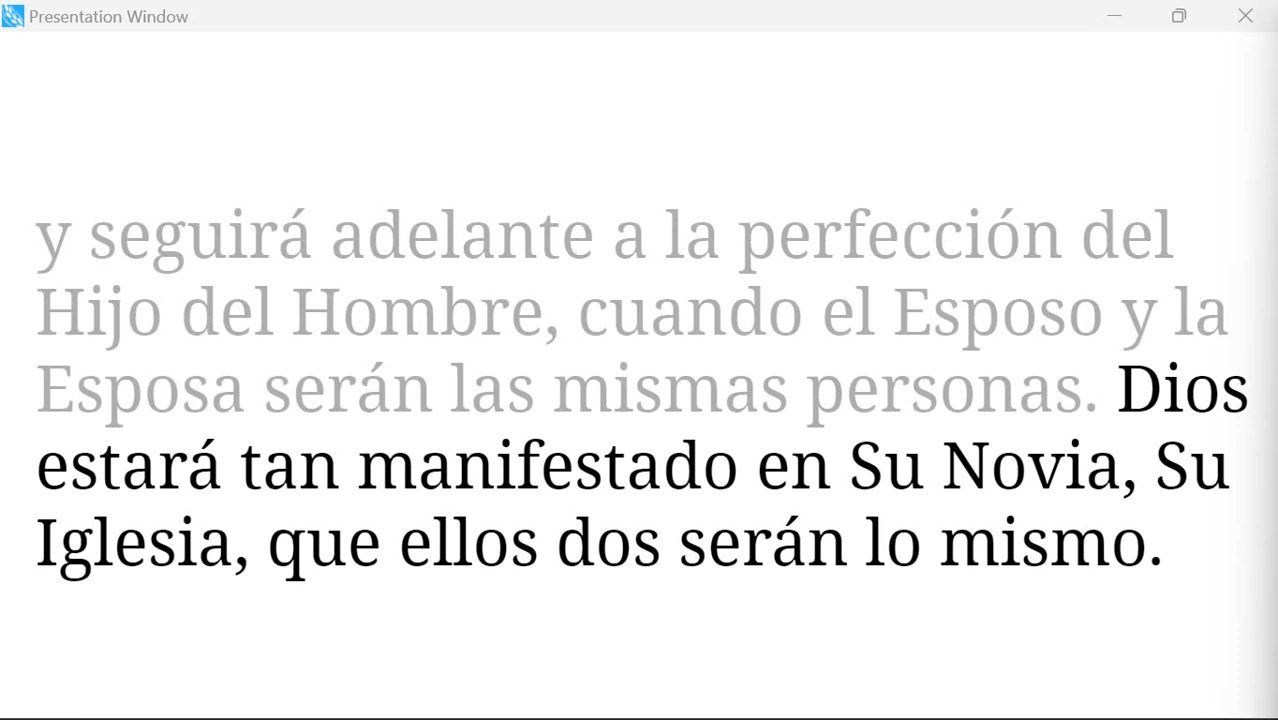 Presentation Window
y seguirá adelante a la perfección del
Hijo del Hombre, cuando el Esposo y la
Esposa serán las mismas personas. Dios
estará tan manifestado en Su Novia, Su
Iglesia, que ellos dos serán lo mismo.